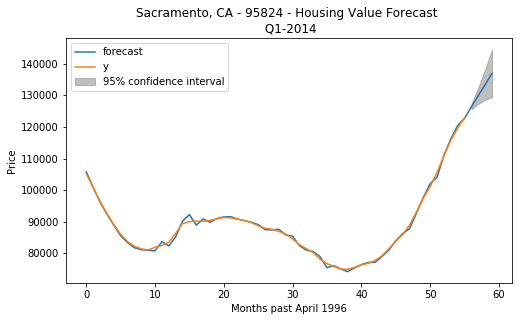 Sacramento, CA - 95824 - Housing Value Forecast
Q1-2014
forecast
y
95% confidence interval
140000
130000
120000
110000
100000
90000
80000
Price
0 10 20 30 40 50 60
Months past April 1996